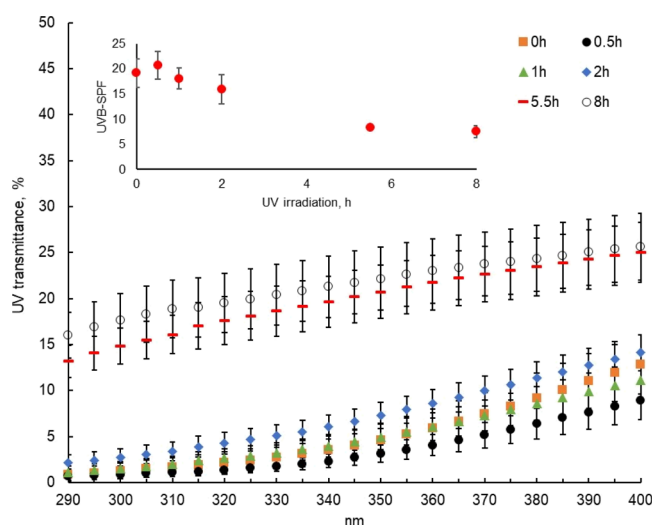 50
45
40
35
30
25
20
15
10
5
0
UV transmittance, %
290 300 310 320 330 340 350 360 370 380 390 400
nm
25
20
15
10
5
0
UVB-SPF
0 2 4 6 8
UV irradiation, h
0h 0.5h
1h 2h
5.5h 8h